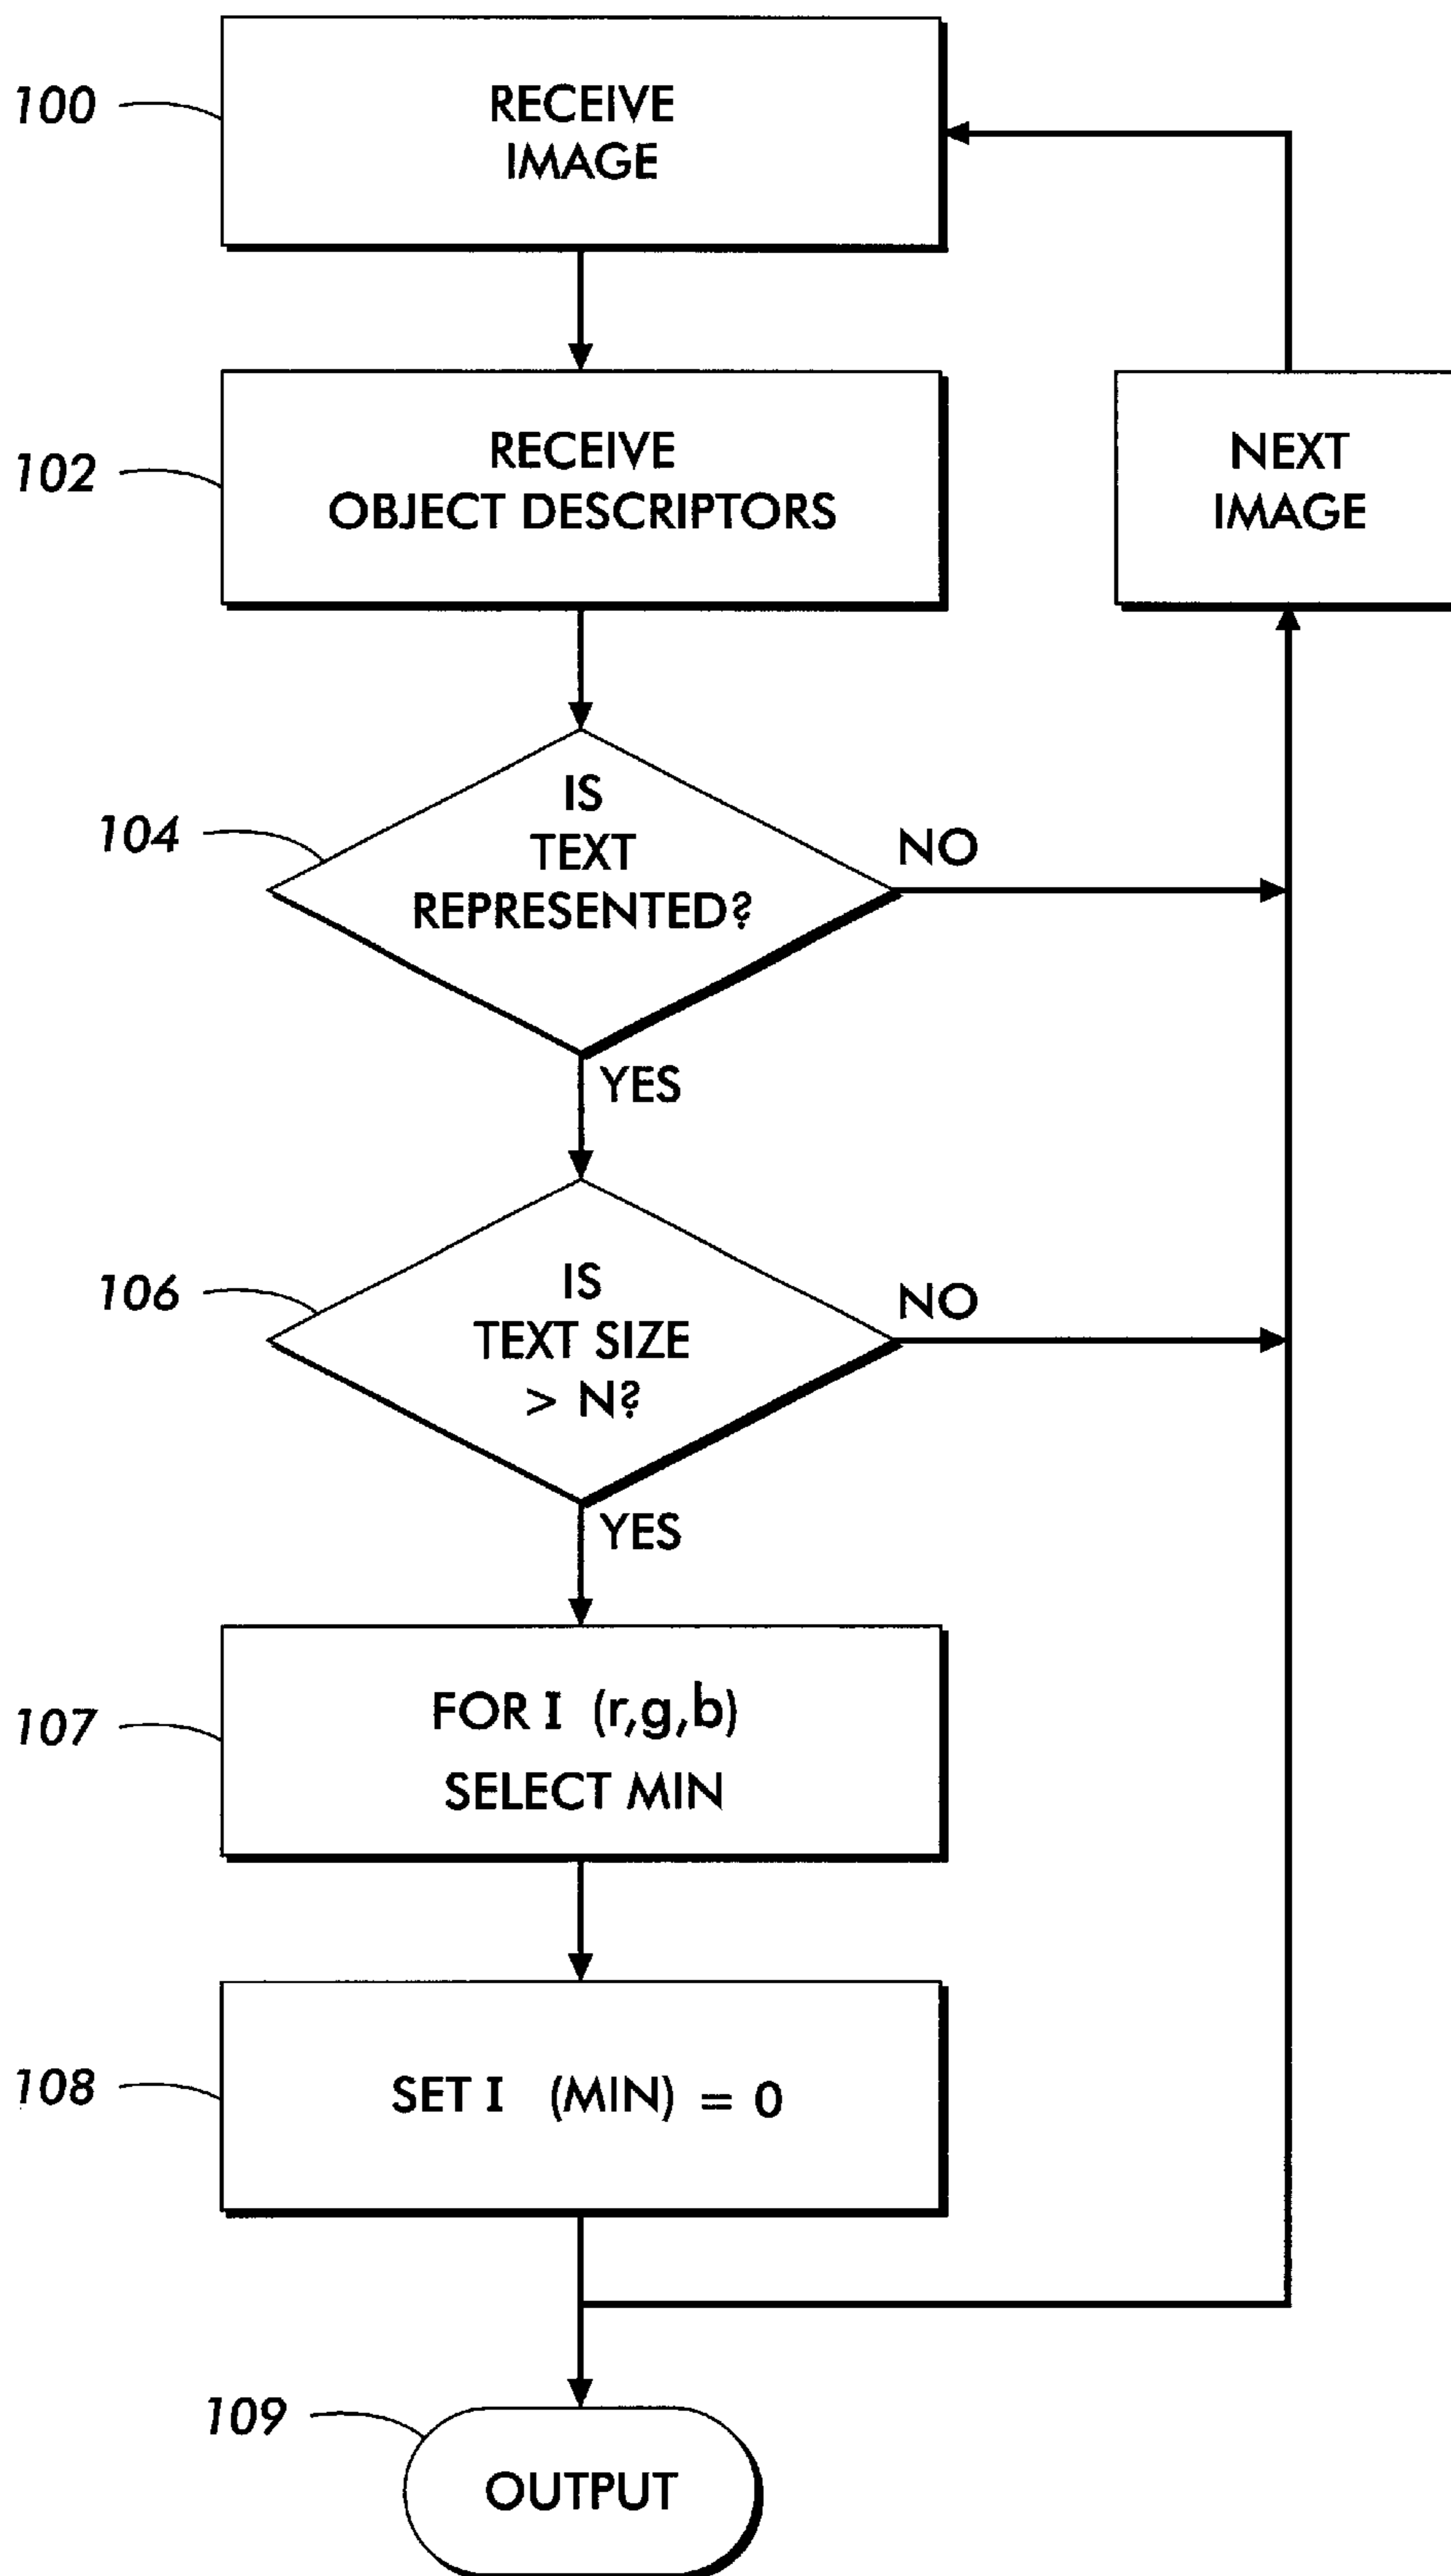 100
RECEIVE
IMAGE
102
RECEIVE
OBJECT DESCRIPTORS
NEXT
IMAGE
104
IS
TEXT
REPRESENTED?
NO
YES
106
IS
TEXT SIZE
> N?
NO
YES
107
FOR I (r,g,b)
SELECT MIN
108
SET I (MIN) = 0
109
OUTPUT